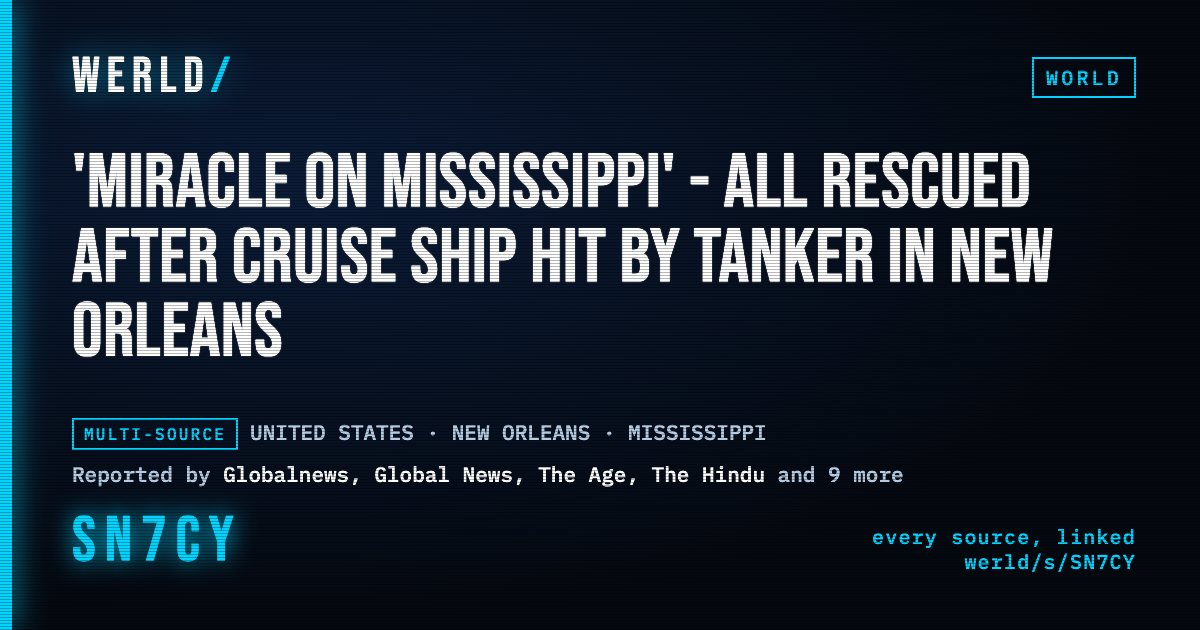 WERLD/
WORLD
'MIRACLE ON MISSISSIPPI' - ALL RESCUED
AFTER CRUISE SHIP HIT BY TANKER IN NEW
ORLEANS
MULTI-SOURCE UNITED STATES · NEW ORLEANS · MISSISSIPPI
Reported by Globalnews, Global News, The Age, The Hindu and 9 more
SN7CY
every source, linked
werld/s/SN7CY